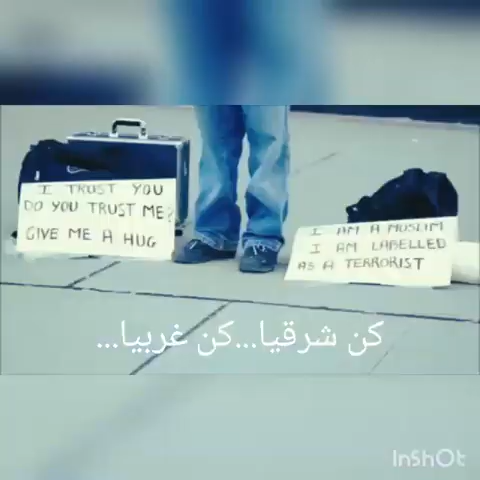 I TRUST YOU
DO YOU TRUST ME?
GIVE ME A HUG
I AM A MUSLIM
I AM LABELLED
AS A TERRORIST
كن شرقيا...كن غربيا...
InShOt